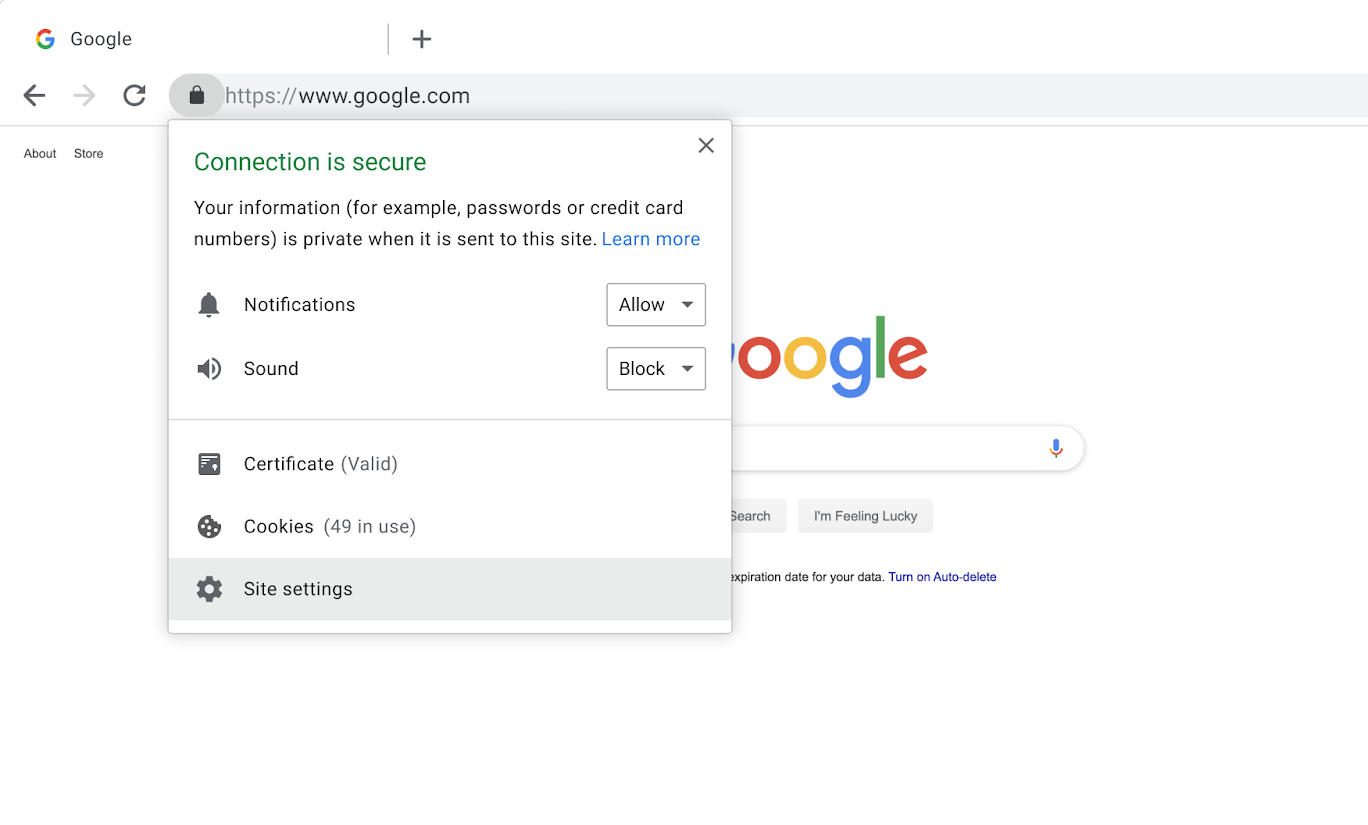 Google
https://www.google.com
About Store
Connection is secure
Your information (for example, passwords or credit card
numbers) is private when it is sent to this site. Learn more
Notifications Allow
Sound Block
Certificate (Valid)
Cookies (49 in use)
Site settings
oogle
Search I'm Feeling Lucky
expiration date for your data. Turn on Auto-delete